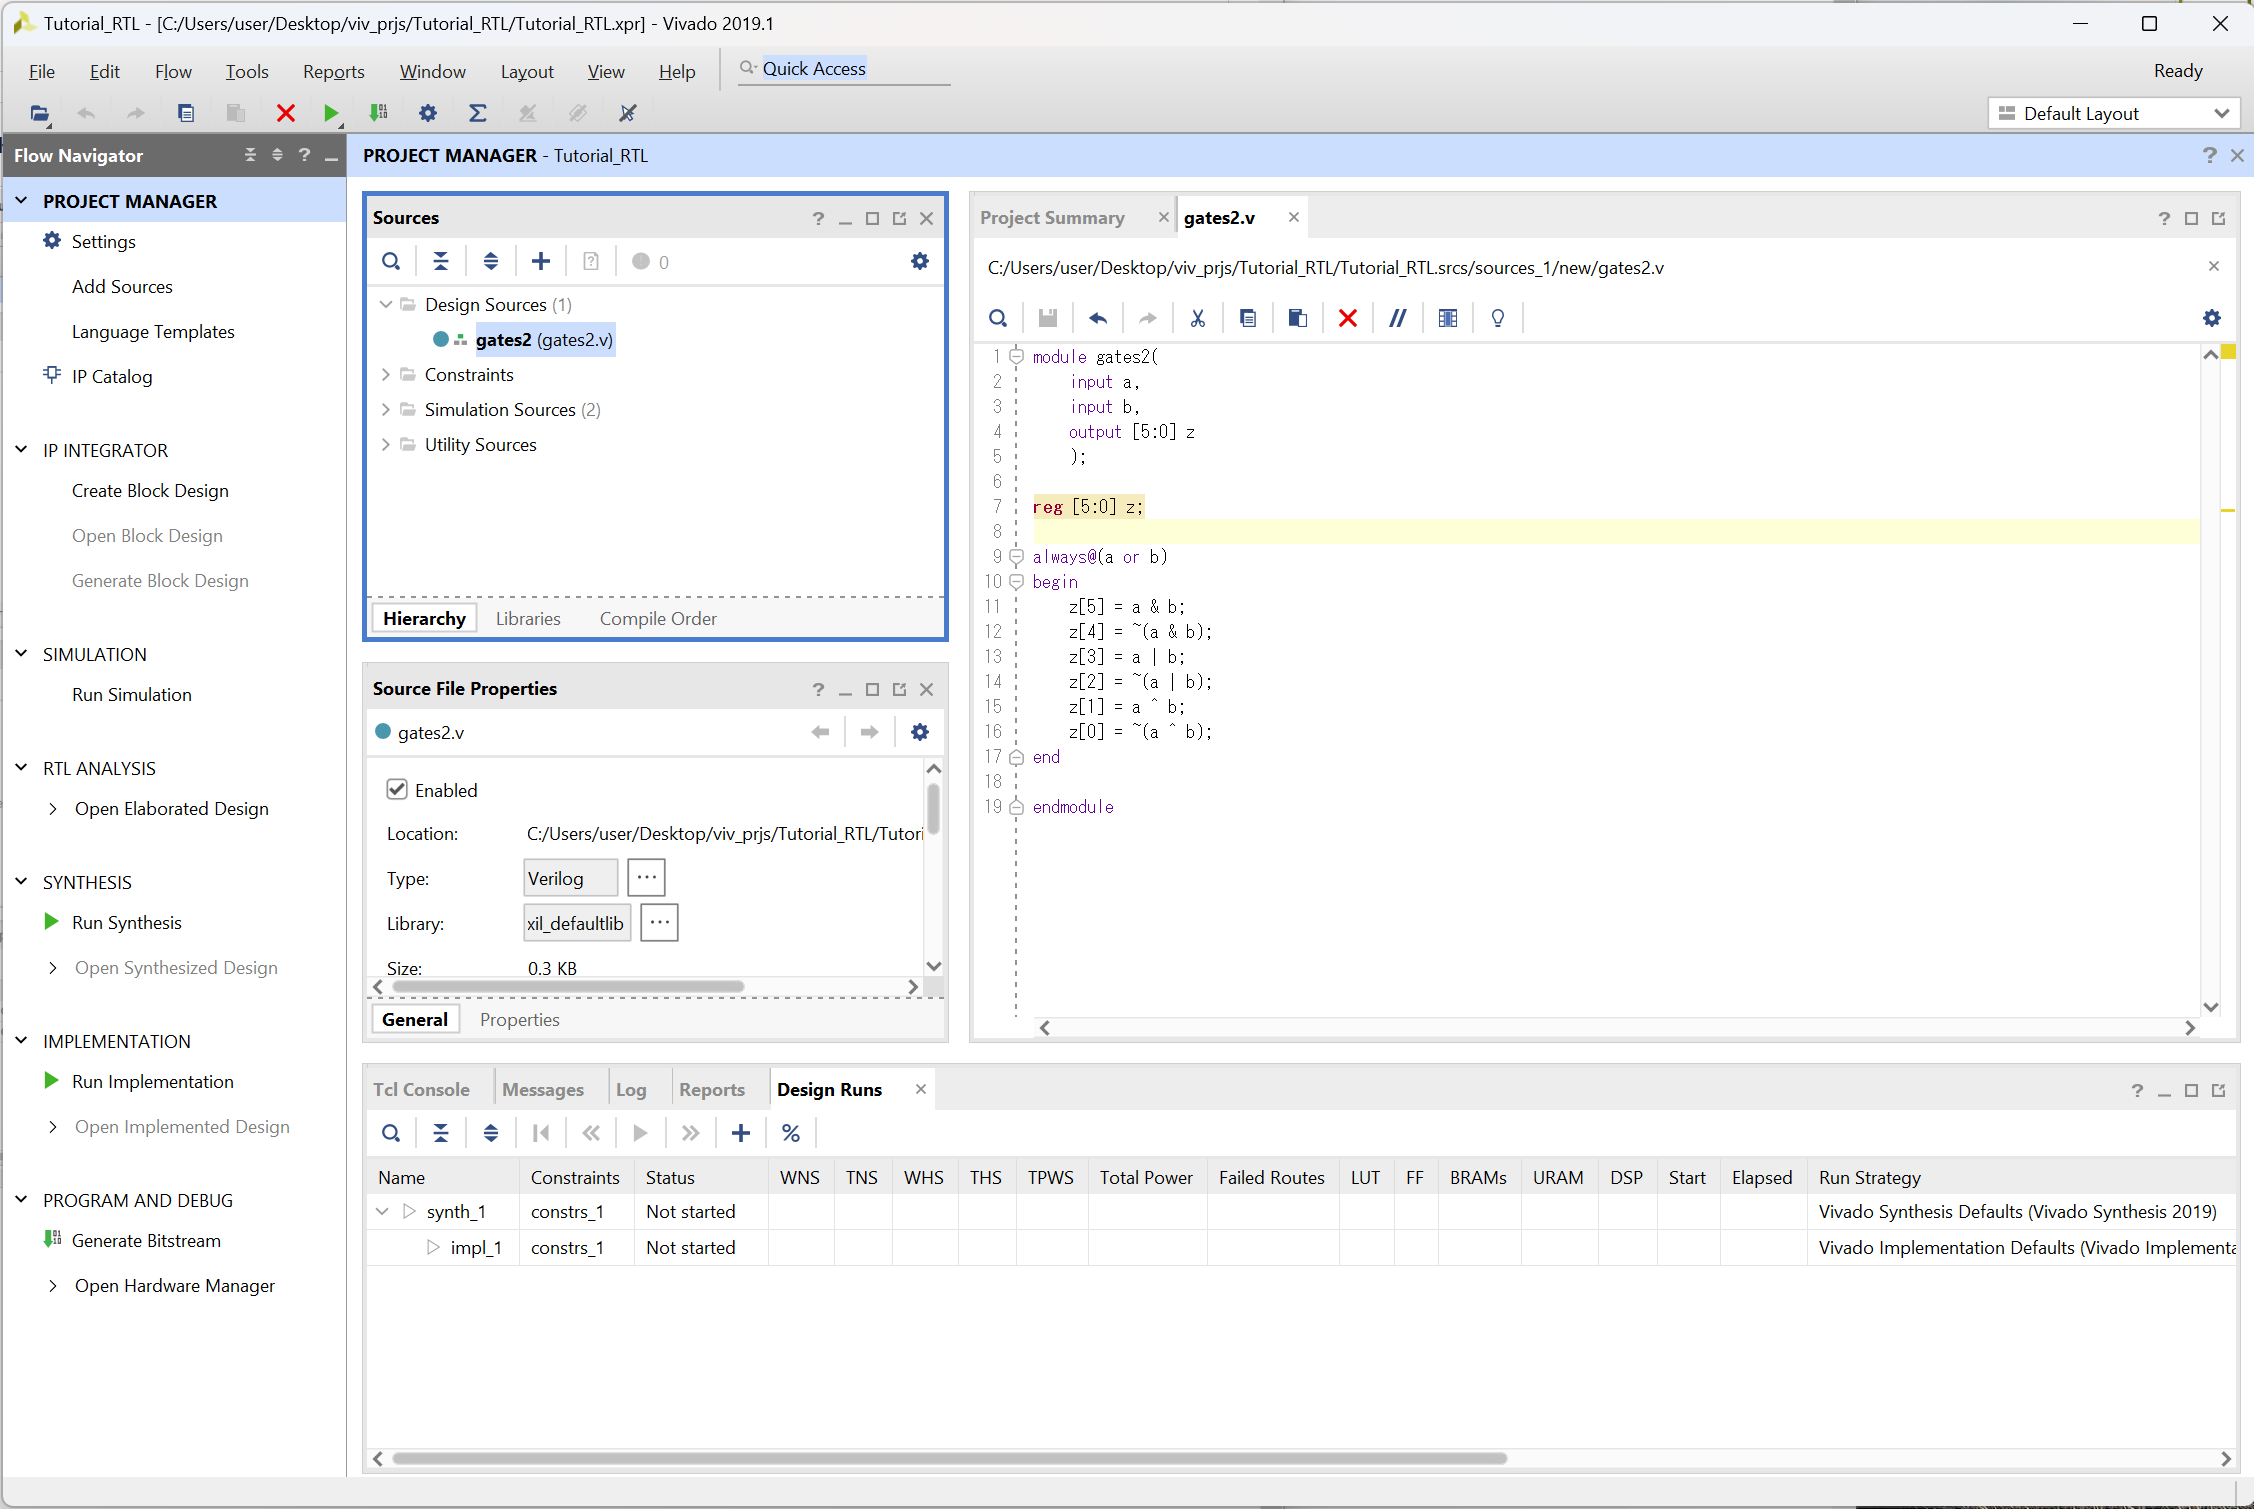 Tutorial_RTL - [C:/Users/user/Desktop/viv_prjs/Tutorial_RTL/Tutorial_RTL.xpr] - Vivado 2019.1
File Edit Flow Tools Reports Window Layout View Help Quick Access Ready
Default Layout
Flow Navigator
PROJECT MANAGER
Settings
Add Sources
Language Templates
IP Catalog
IP INTEGRATOR
Create Block Design
Open Block Design
Generate Block Design
SIMULATION
Run Simulation
RTL ANALYSIS
Open Elaborated Design
SYNTHESIS
Run Synthesis
Open Synthesized Design
IMPLEMENTATION
Run Implementation
Open Implemented Design
PROGRAM AND DEBUG
Generate Bitstream
Open Hardware Manager
PROJECT MANAGER - Tutorial_RTL
Sources
0
Design Sources (1)
gates2 (gates2.v)
Constraints
Simulation Sources (2)
Utility Sources
Hierarchy Libraries Compile Order
Source File Properties
gates2.v
Enabled
Location: C:/Users/user/Desktop/viv_prjs/Tutorial_RTL/Tutori
Type: Verilog ...
Library: xil_defaultlib ...
Size: 0.3 KB
General Properties
Project Summary gates2.v
C:/Users/user/Desktop/viv_prjs/Tutorial_RTL/Tutorial_RTL.srcs/sources_1/new/gates2.v
1 module gates2(
2 input a,
3 input b,
4 output [5:0] z
5 );
6
7 reg [5:0] z;
8
9 always@(a or b)
10 begin
11 z[5] = a & b;
12 z[4] = ~(a & b);
13 z[3] = a | b;
14 z[2] = ~(a | b);
15 z[1] = a ^ b;
16 z[0] = ~(a ^ b);
17 end
18
19 endmodule
Tcl Console Messages Log Reports Design Runs
Name Constraints Status WNS TNS WHS THS TPWS Total Power Failed Routes LUT FF BRAMs URAM DSP Start Elapsed Run Strategy
synth_1 constrs_1 Not started Vivado Synthesis Defaults (Vivado Synthesis 2019)
impl_1 constrs_1 Not started Vivado Implementation Defaults (Vivado Implementa